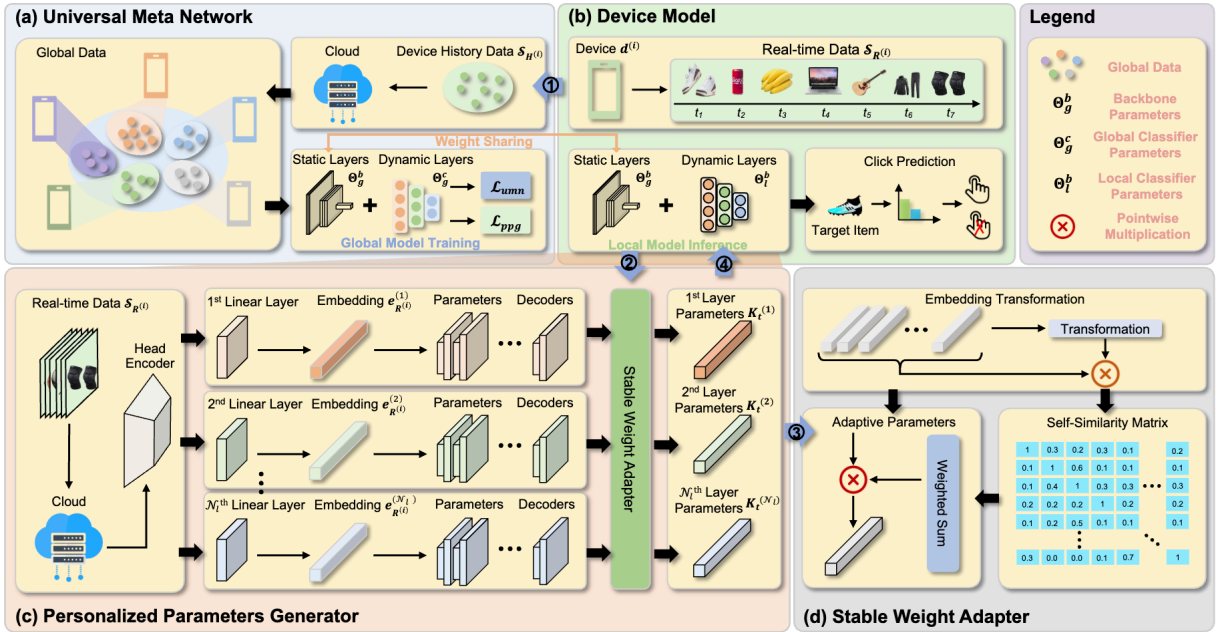 (a) Universal Meta Network
Global Data
Cloud
Device History Data 𝓢_H(i)
①
Weight Sharing
Static Layers
Θ_g^b
+
Dynamic Layers
Θ_g^c
𝓛_umn
𝓛_ppg
Global Model Training
(b) Device Model
Device d^(i)
Real-time Data 𝓢_R(i)
t1 t2 t3 t4 t5 t6 t7
Static Layers
Θ_g^b
+
Dynamic Layers
Θ_l^b
Local Model Inference
Click Prediction
Target Item
②
④
Legend
Global Data
Θ_g^b
Backbone
Parameters
Θ_g^c
Global Classifier
Parameters
Θ_l^b
Local Classifier
Parameters
Pointwise
Multiplication
Real-time Data 𝓢_R(i)
Head
Encoder
Cloud
1st Linear Layer
Embedding e_R(i)^(1)
Parameters
Decoders
2nd Linear Layer
Embedding e_R(i)^(2)
Parameters
Decoders
𝒩_l^th Linear Layer
Embedding e_R(i)^(𝒩_l)
Parameters
Decoders
Stable Weight Adapter
1st Layer
Parameters K_t^(1)
2nd Layer
Parameters K_t^(2)
𝒩_l^th Layer
Parameters K_t^(𝒩_l)
(c) Personalized Parameters Generator
③
Embedding Transformation
Transformation
Adaptive Parameters
Weighted Sum
Self-Similarity Matrix
1 0.3 0.2 0.3 0.1 0.2
0.1 1 0.6 0.1 0.1 0.1
0.1 0.4 1 0.3 0.3 0.3
0.2 0.2 0.2 1 0.2 0.2
0.1 0.2 0.5 0.1 0.1 0.1
0.3 0.0 0.0 0.1 0.7 1
(d) Stable Weight Adapter